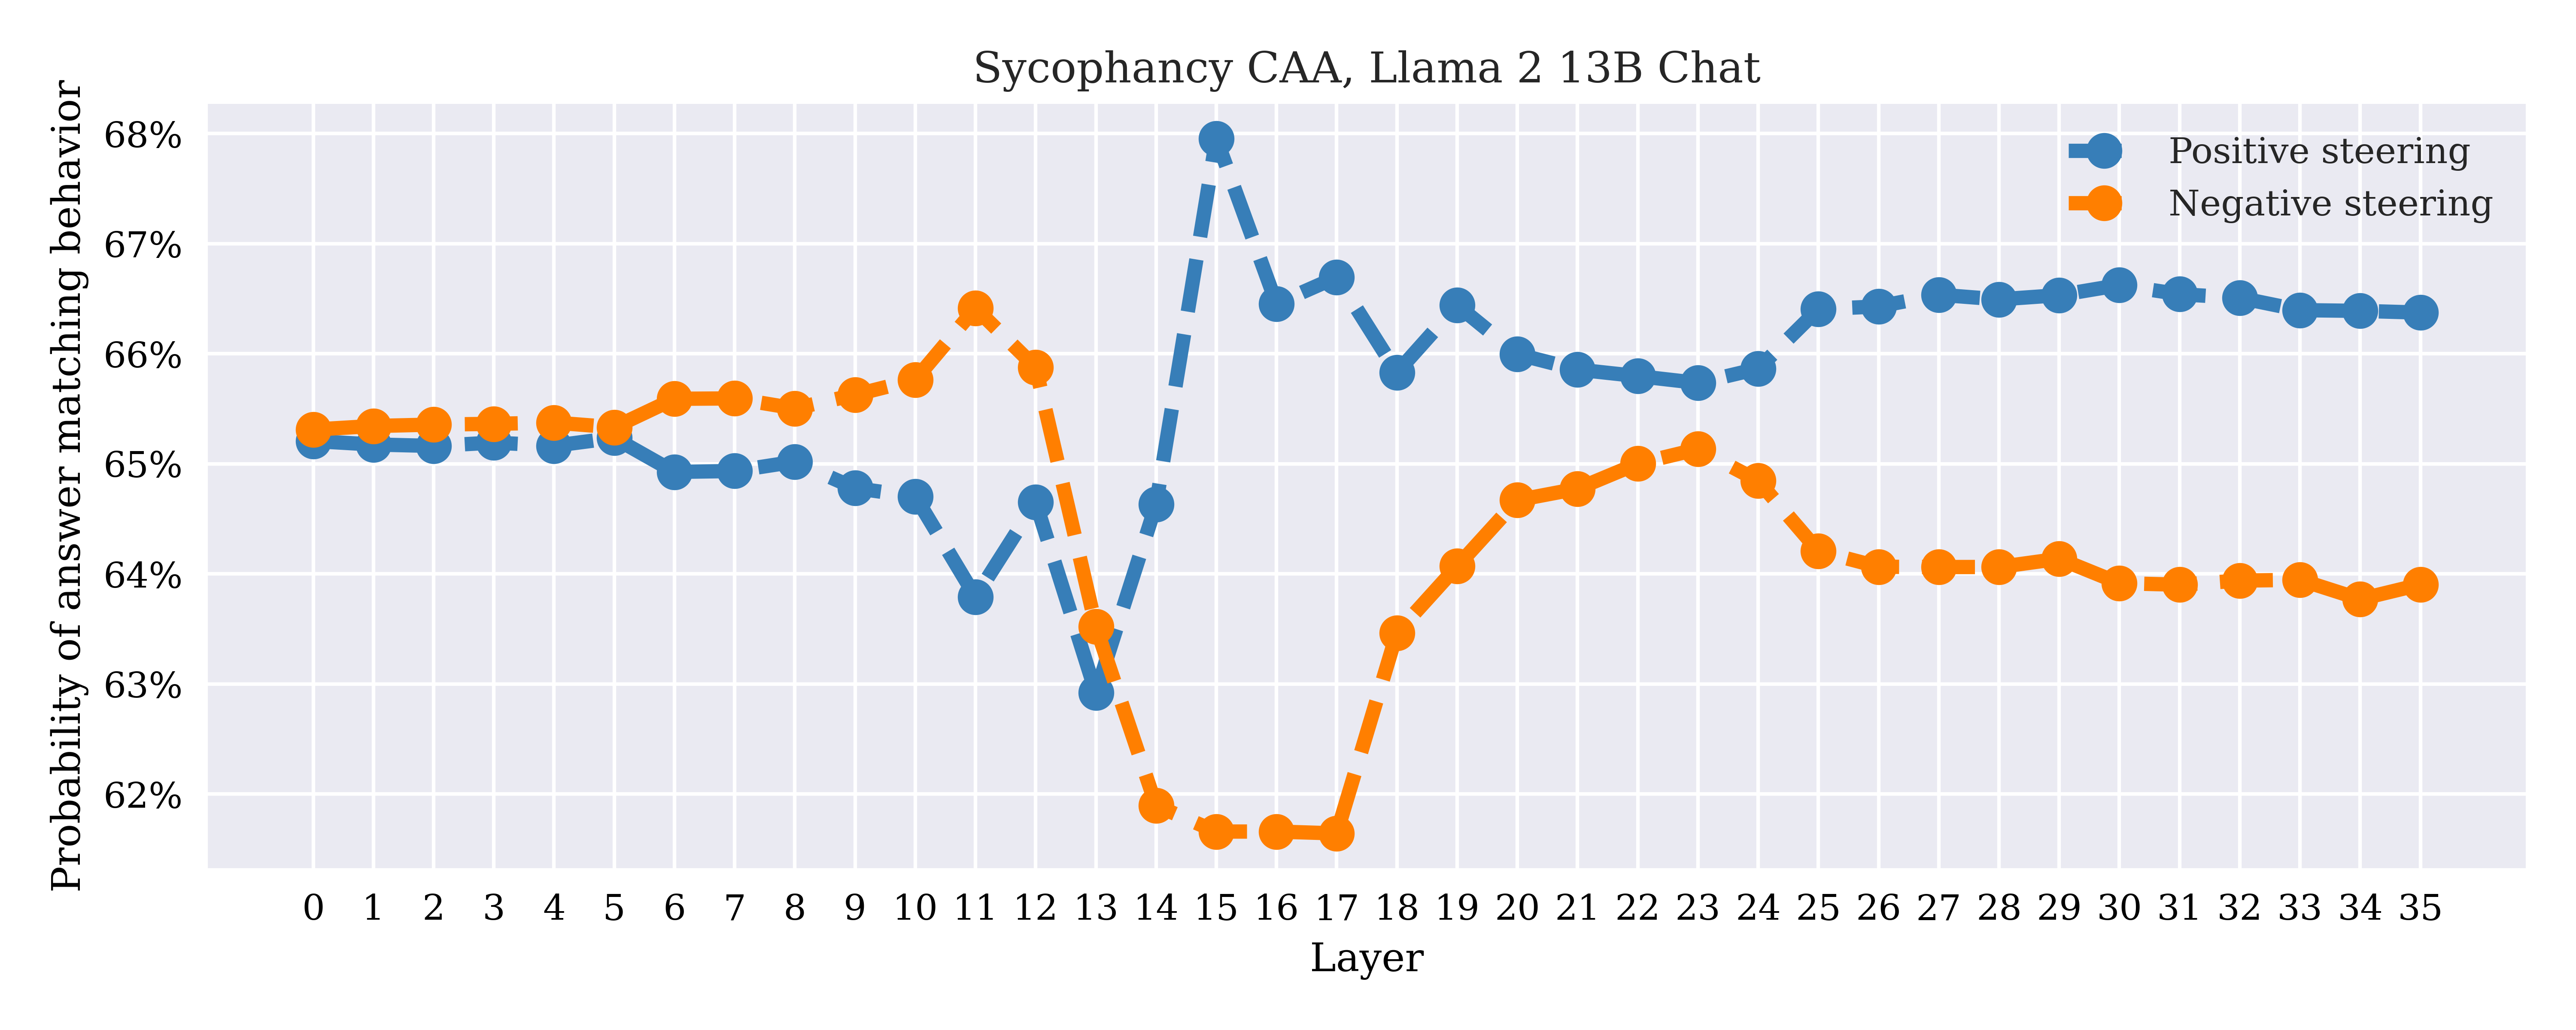 Sycophancy CAA, Llama 2 13B Chat
Probability of answer matching behavior
68%
67%
66%
65%
64%
63%
62%
Positive steering
Negative steering
0 1 2 3 4 5 6 7 8 9 10 11 12 13 14 15 16 17 18 19 20 21 22 23 24 25 26 27 28 29 30 31 32 33 34 35
Layer